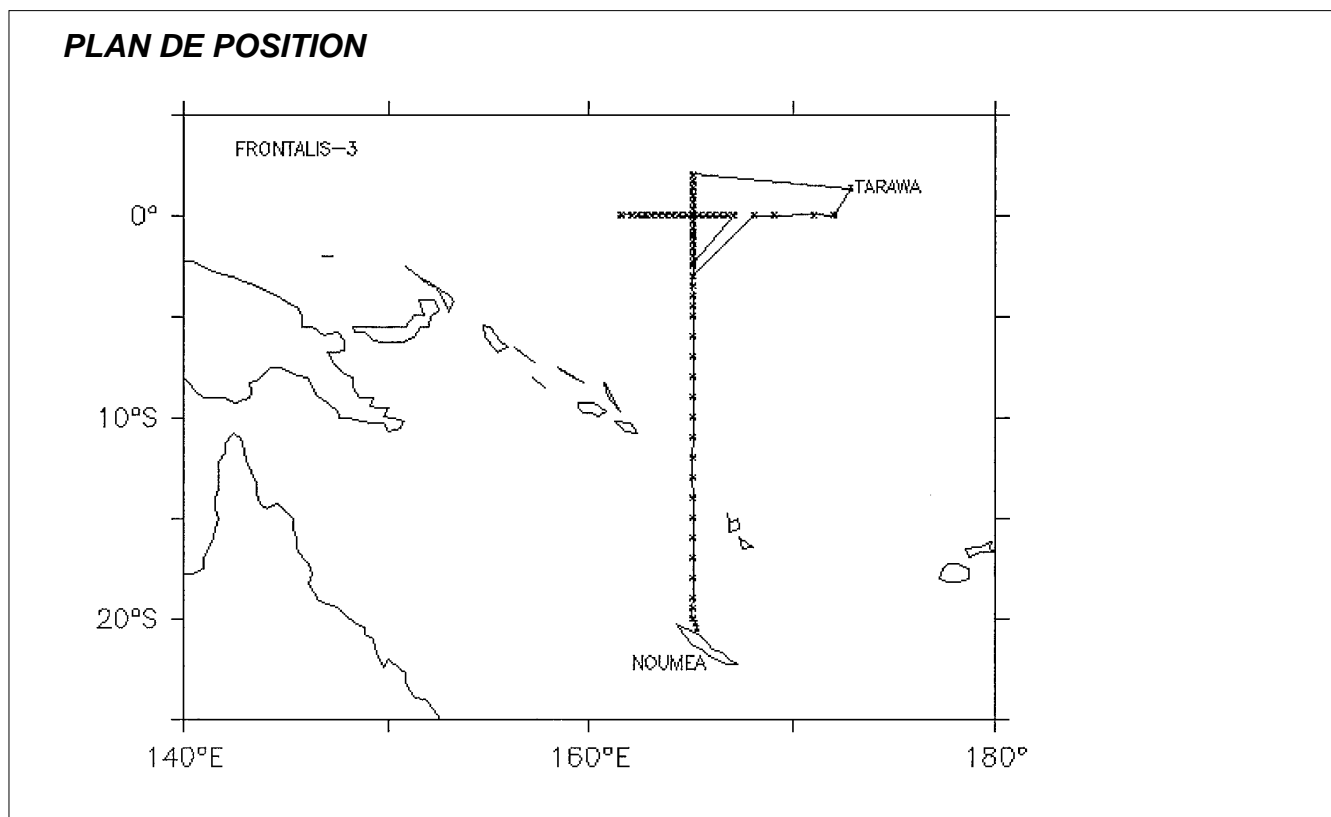 PLAN DE POSITION
FRONTALIS-3
TARAWA
0°
10°S
20°S
NOUMEA
140°E
160°E
180°